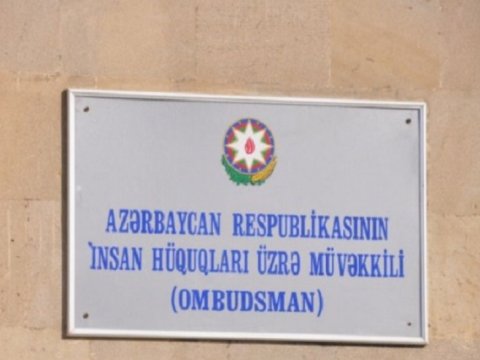 AZƏRBAYCAN RESPUBLİKASININ
İNSAN HÜQUQLARI ÜZRƏ MÜVƏKKİLİ
(OMBUDSMAN)